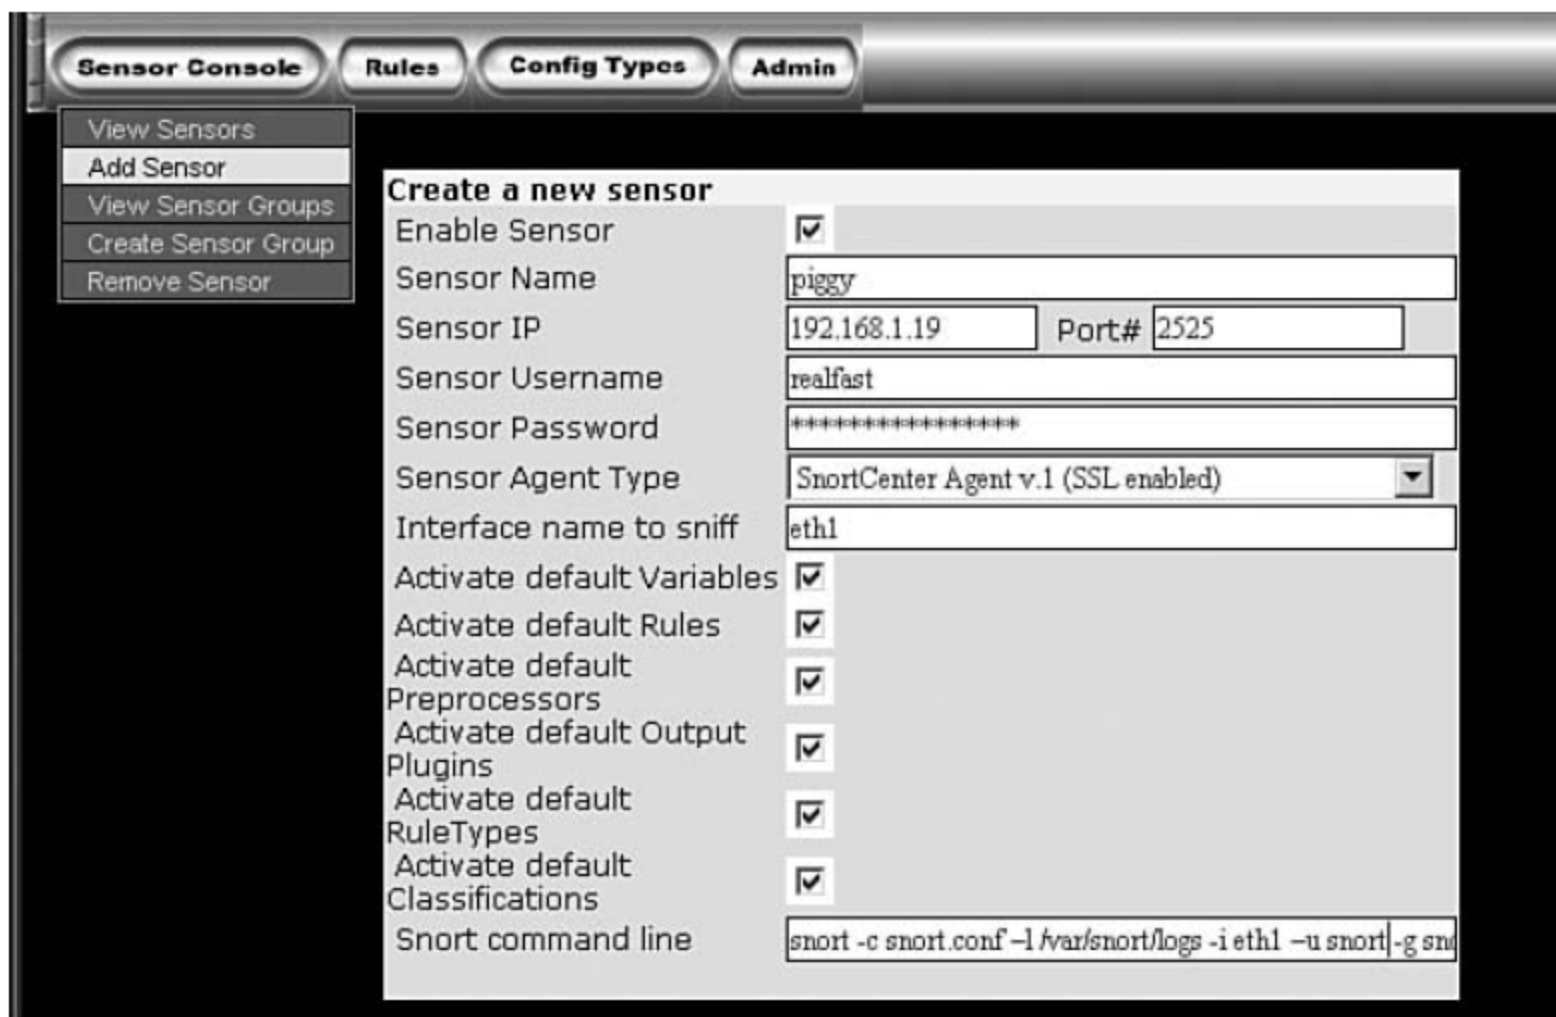 Sensor Console Rules Config Types Admin
View Sensors
Add Sensor
View Sensor Groups
Create Sensor Group
Remove Sensor
Create a new sensor
Enable Sensor
Sensor Name piggy
Sensor IP 192.168.1.19 Port# 2525
Sensor Username realfast
Sensor Password ****************
Sensor Agent Type SnortCenter Agent v.1 (SSL enabled)
Interface name to sniff eth1
Activate default Variables
Activate default Rules
Activate default
Preprocessors
Activate default Output
Plugins
Activate default
RuleTypes
Activate default
Classifications
Snort command line snort -c snort.conf –l /var/snort/logs -i eth1 –u snort -g